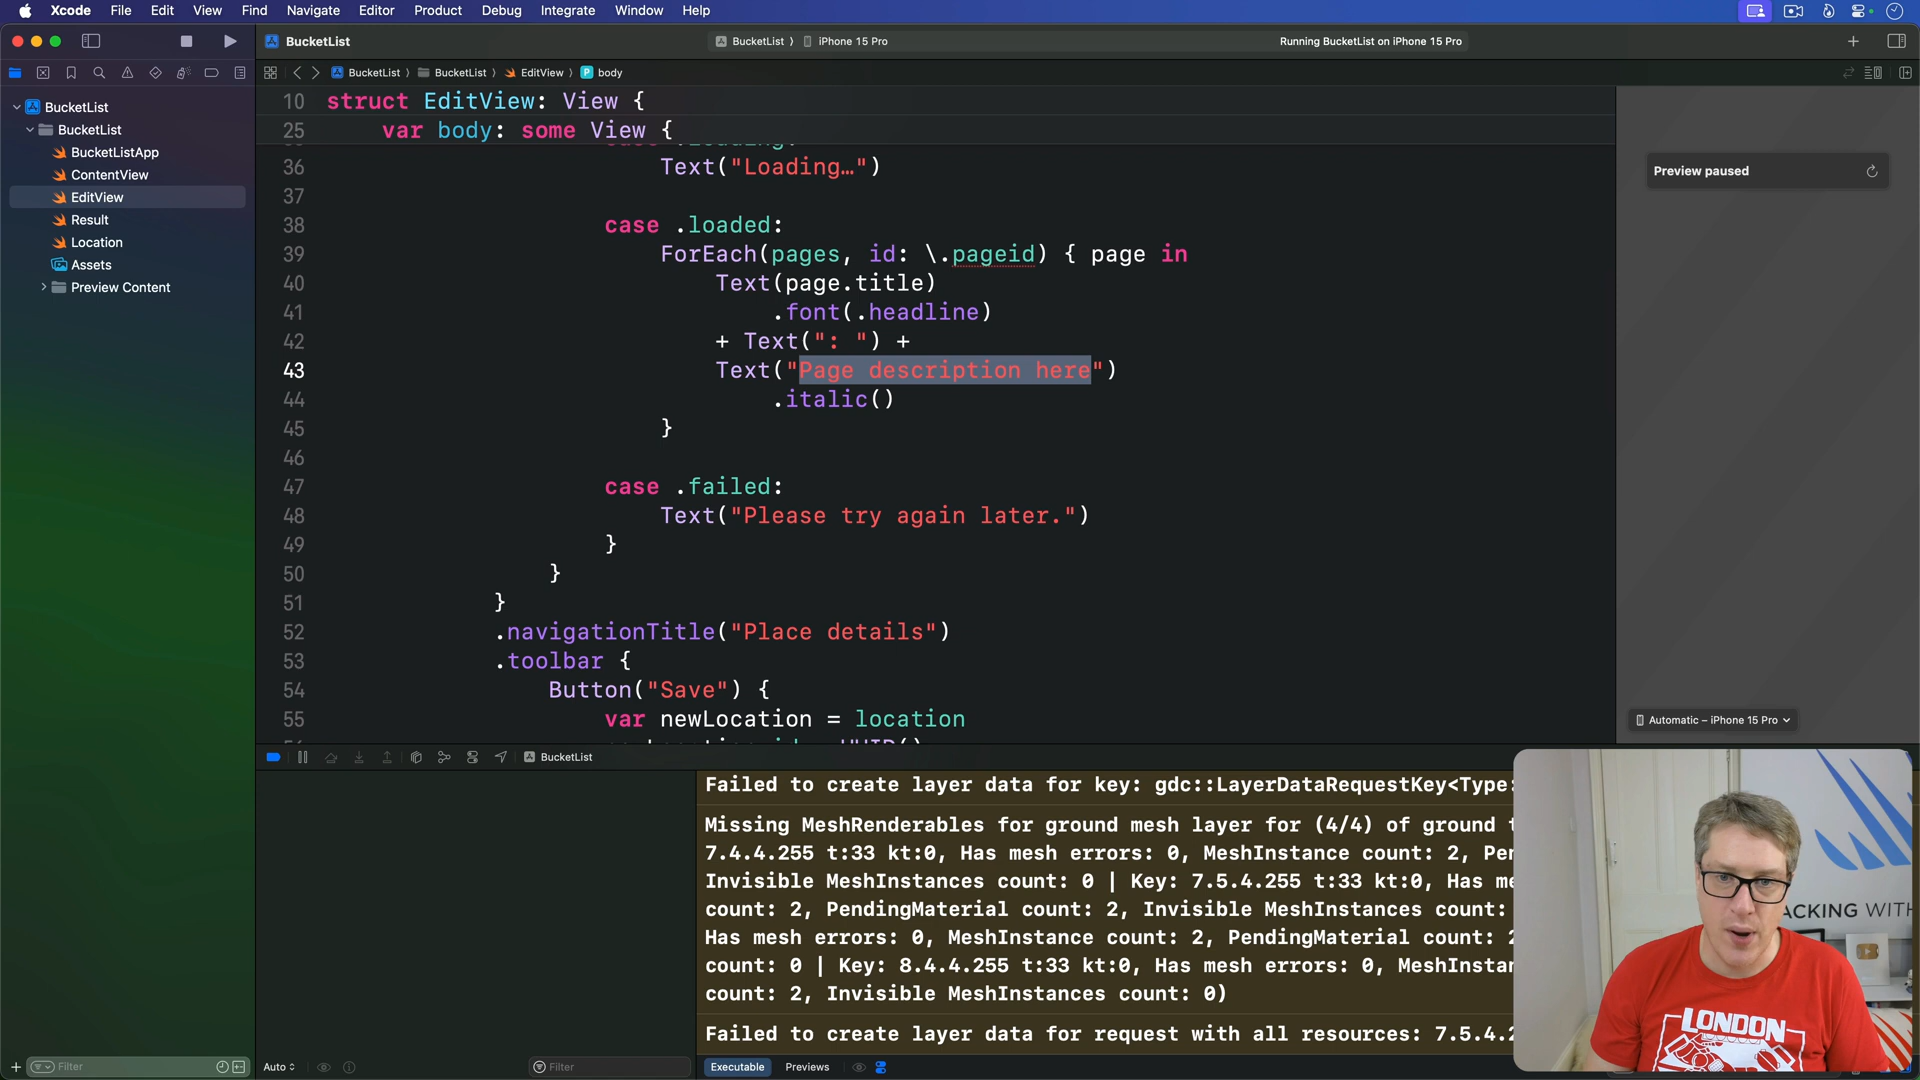 Xcode File Edit View Find Navigate Editor Product Debug Integrate Window Help
BucketList
BucketList ⟩ iPhone 15 Pro
Running BucketList on iPhone 15 Pro
BucketList ⟩ BucketList ⟩ EditView ⟩ P body
BucketList
BucketList
BucketListApp
ContentView
EditView
Result
Location
Assets
Preview Content
10 struct EditView: View {
25 var body: some View {
36 Text("Loading…")
37
38 case .loaded:
39 ForEach(pages, id: \.pageid) { page in
40 Text(page.title)
41 .font(.headline)
42 + Text(": ") +
43 Text("Page description here")
44 .italic()
45 }
46
47 case .failed:
48 Text("Please try again later.")
49 }
50 }
51 }
52 .navigationTitle("Place details")
53 .toolbar {
54 Button("Save") {
55 var newLocation = location
Preview paused
Automatic – iPhone 15 Pro
BucketList
Failed to create layer data for key: gdc::LayerDataRequestKey<Type:
Missing MeshRenderables for ground mesh layer for (4/4) of ground
7.4.4.255 t:33 kt:0, Has mesh errors: 0, MeshInstance count: 2,
Invisible MeshInstances count: 0 | Key: 7.5.4.255 t:33 kt:0, Has
count: 2, PendingMaterial count: 2, Invisible MeshInstances count:
Has mesh errors: 0, MeshInstance count: 2, PendingMaterial count:
count: 0 | Key: 8.4.4.255 t:33 kt:0, Has mesh errors: 0,
count: 2, Invisible MeshInstances count: 0)
Failed to create layer data for request with all resources: 7.5.4.2
ACKING WITH
LONDON
Filter
Auto
Filter
Executable
Previews